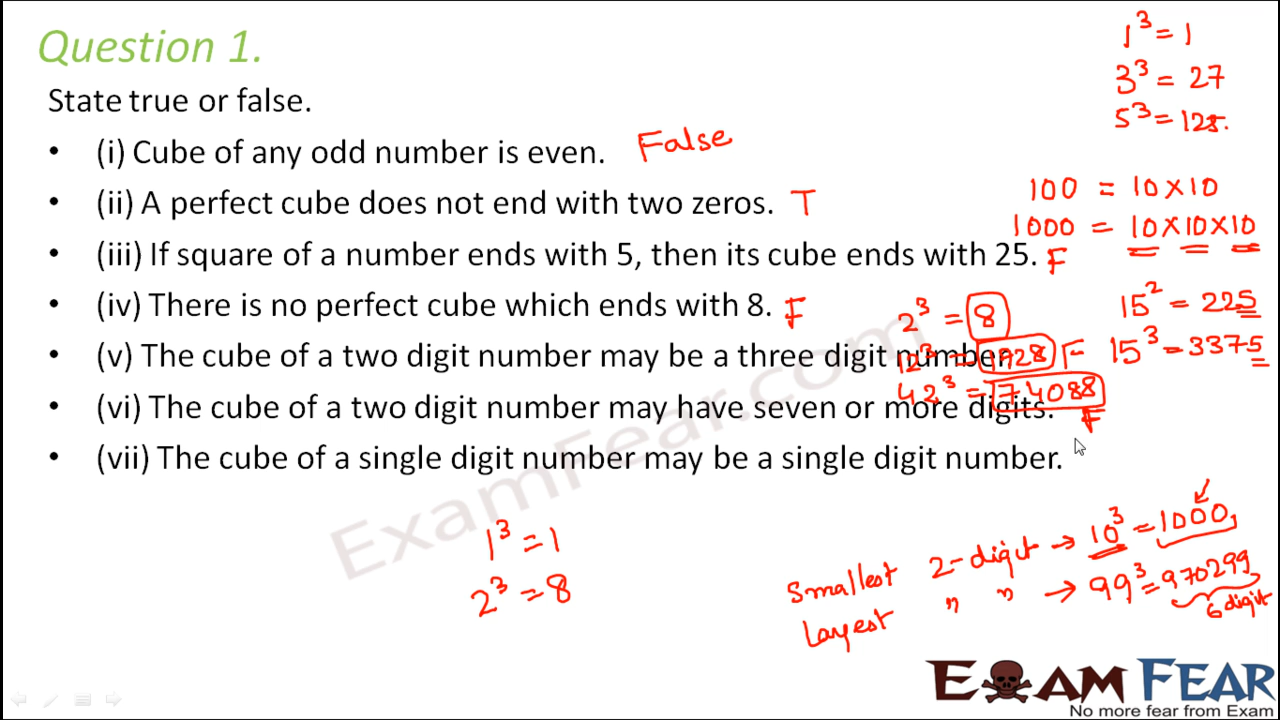 Question 1.
1³ = 1
3³ = 27
5³ = 125.
State true or false.
• (i) Cube of any odd number is even. False
• (ii) A perfect cube does not end with two zeros. T
100 = 10 × 10
1000 = 10 × 10 × 10
• (iii) If square of a number ends with 5, then its cube ends with 25. F
• (iv) There is no perfect cube which ends with 8. F
2³ = 8
15² = 225
• (v) The cube of a two digit number may be a three digit number. F
12³ = 1928
15³ = 3375
42³ = 74088
• (vi) The cube of a two digit number may have seven or more digits. F
• (vii) The cube of a single digit number may be a single digit number.
1³ = 1
2³ = 8
Smallest 2-digit → 10³ = 1000,
Largest " " → 99³ = 970299
6 digit
ExamFear.com
EXAM FEAR
No more fear from Exam